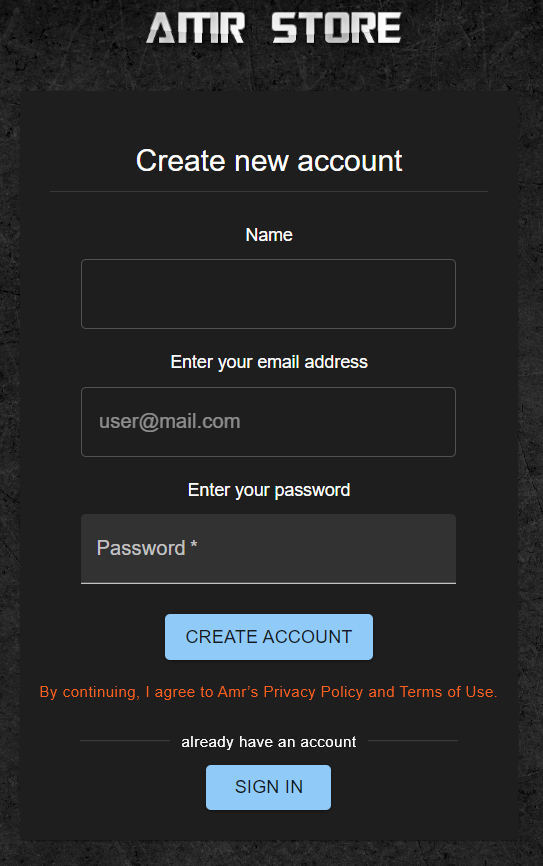 AMR STORE
Create new account
Name
Enter your email address
user@mail.com
Enter your password
Password *
CREATE ACCOUNT
By continuing, I agree to Amr’s Privacy Policy and Terms of Use.
already have an account
SIGN IN